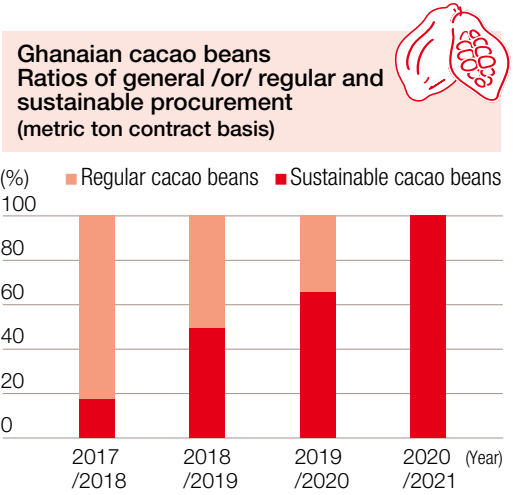 Ghanaian cacao beans
Ratios of general /or/ regular and
sustainable procurement
(metric ton contract basis)
(%)
Regular cacao beans
Sustainable cacao beans
100
80
60
40
20
0
2017 2018 2019 2020 (Year)
/2018 /2019 /2020 /2021